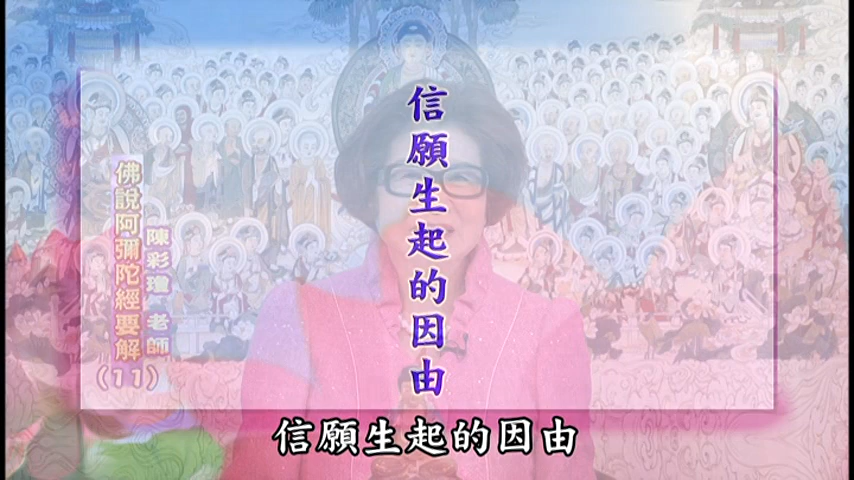 信願生起的因由
陳彩瓊 老師
佛說阿彌陀經要解
（11）
信願生起的因由